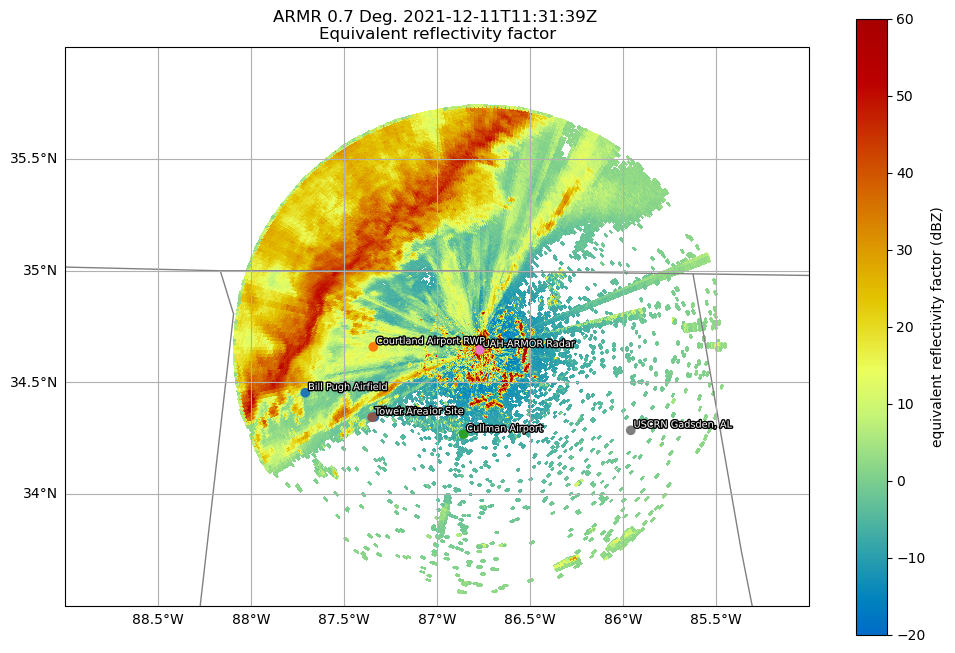 ARMR 0.7 Deg. 2021-12-11T11:31:39Z
Equivalent reflectivity factor
60
50
40
30
20
10
0
−10
−20
equivalent reflectivity factor (dBZ)
35.5°N
35°N
34.5°N
34°N
Courtland Airport RWP
UAH-ARMOR Radar
Bill Pugh Airfield
Tower Site
Cullman Airport
USCRN Gadsden, AL
88.5°W
88°W
87.5°W
87°W
86.5°W
86°W
85.5°W